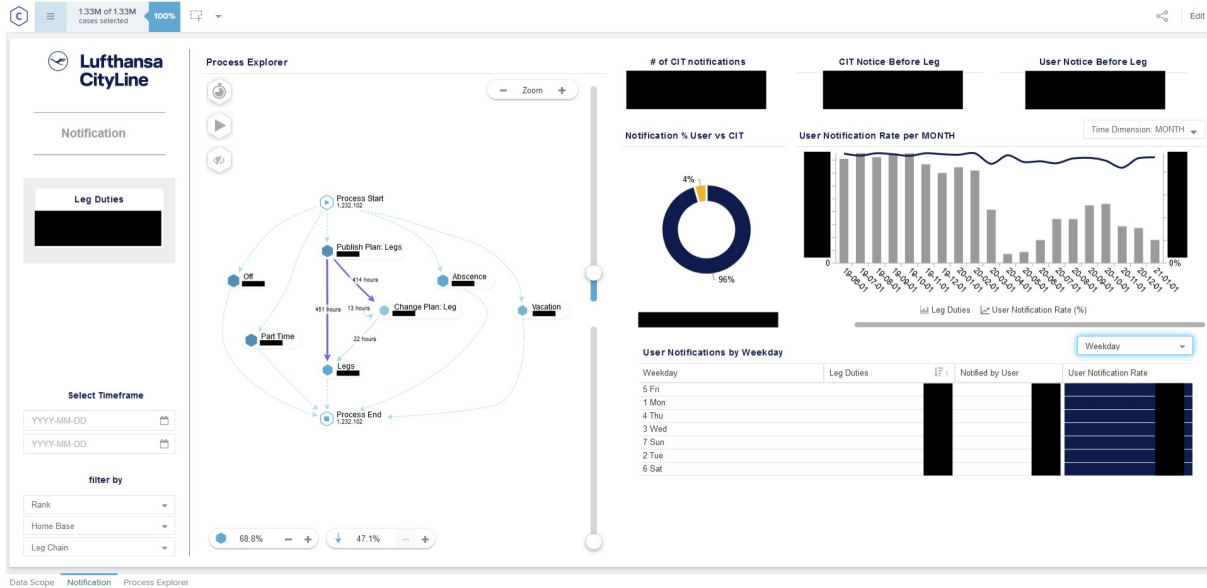 C
1.33M of 1.33M
cases selected
100%
Edit
Lufthansa
CityLine
Notification
Leg Duties
Select Timeframe
YYYY-MM-DD
YYYY-MM-DD
filter by
Rank
Home Base
Leg Chain
Process Explorer
Zoom
Process Start
1,232,102
Publish Plan: Legs
Off
Abscence
414 hours
451 hours
13 hours
Change Plan: Leg
Vacation
Part Time
22 hours
Legs
Process End
1,232,102
68.8%
47.1%
# of CIT notifications
CIT Notice Before Leg
User Notice Before Leg
Notification % User vs CIT
4%
96%
User Notification Rate per MONTH
Time Dimension: MONTH
0
0%
19-06-01
19-07-01
19-08-01
19-09-01
19-10-01
19-11-01
19-12-01
20-01-01
20-02-01
20-03-01
20-04-01
20-05-01
20-06-01
20-07-01
20-08-01
20-09-01
20-10-01
20-11-01
20-12-01
21-01-01
Leg Duties
User Notification Rate (%)
User Notifications by Weekday
Weekday
Weekday Leg Duties 1 Notified by User User Notification Rate
5 Fri
1 Mon
4 Thu
3 Wed
7 Sun
2 Tue
6 Sat
Data Scope Notification Process Explorer